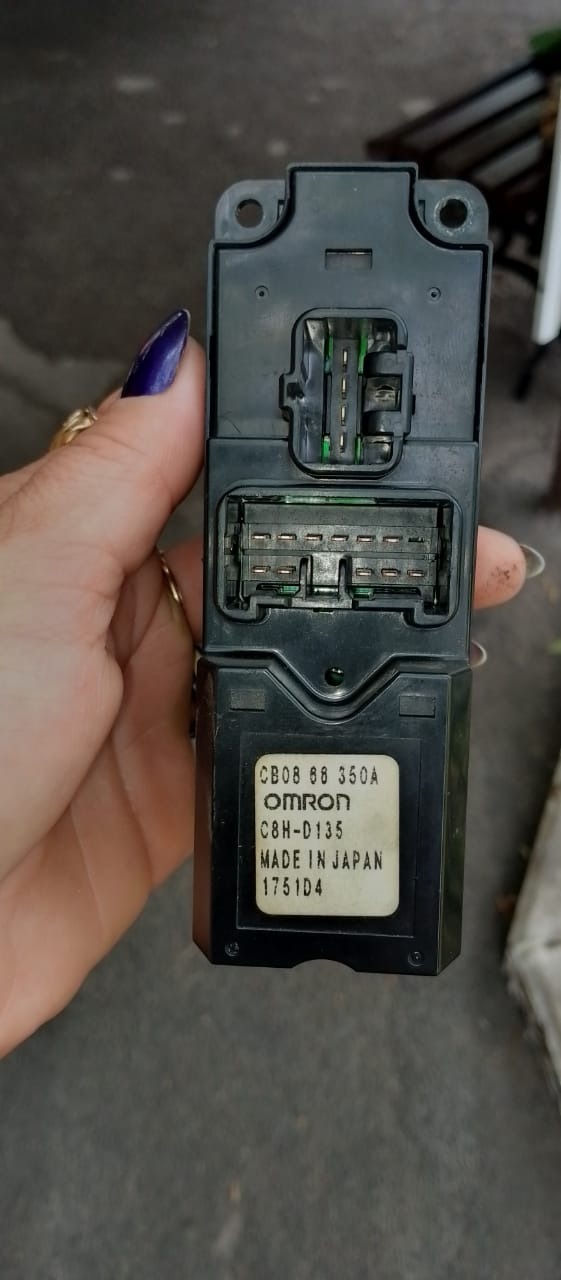 CB08 66 350A
OMRON
C8H-D135
MADE IN JAPAN
1751D4